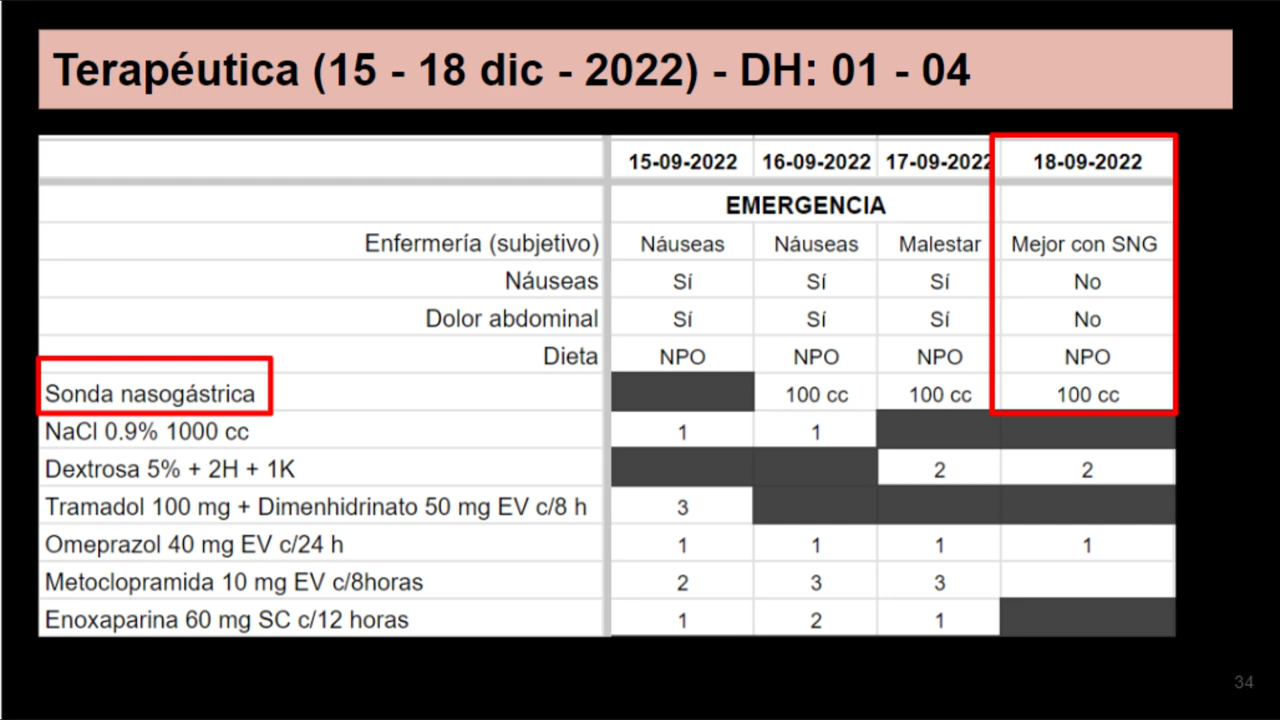 Terapéutica (15 - 18 dic - 2022) - DH: 01 - 04
15-09-2022 16-09-2022 17-09-2022 18-09-2022
EMERGENCIA
Enfermería (subjetivo) Náuseas Náuseas Malestar Mejor con SNG
Náuseas Sí Sí Sí No
Dolor abdominal Sí Sí Sí No
Dieta NPO NPO NPO NPO
Sonda nasogástrica 100 cc 100 cc 100 cc
NaCl 0.9% 1000 cc 1 1
Dextrosa 5% + 2H + 1K 2 2
Tramadol 100 mg + Dimenhidrinato 50 mg EV c/8 h 3
Omeprazol 40 mg EV c/24 h 1 1 1 1
Metoclopramida 10 mg EV c/8horas 2 3 3
Enoxaparina 60 mg SC c/12 horas 1 2 1
34